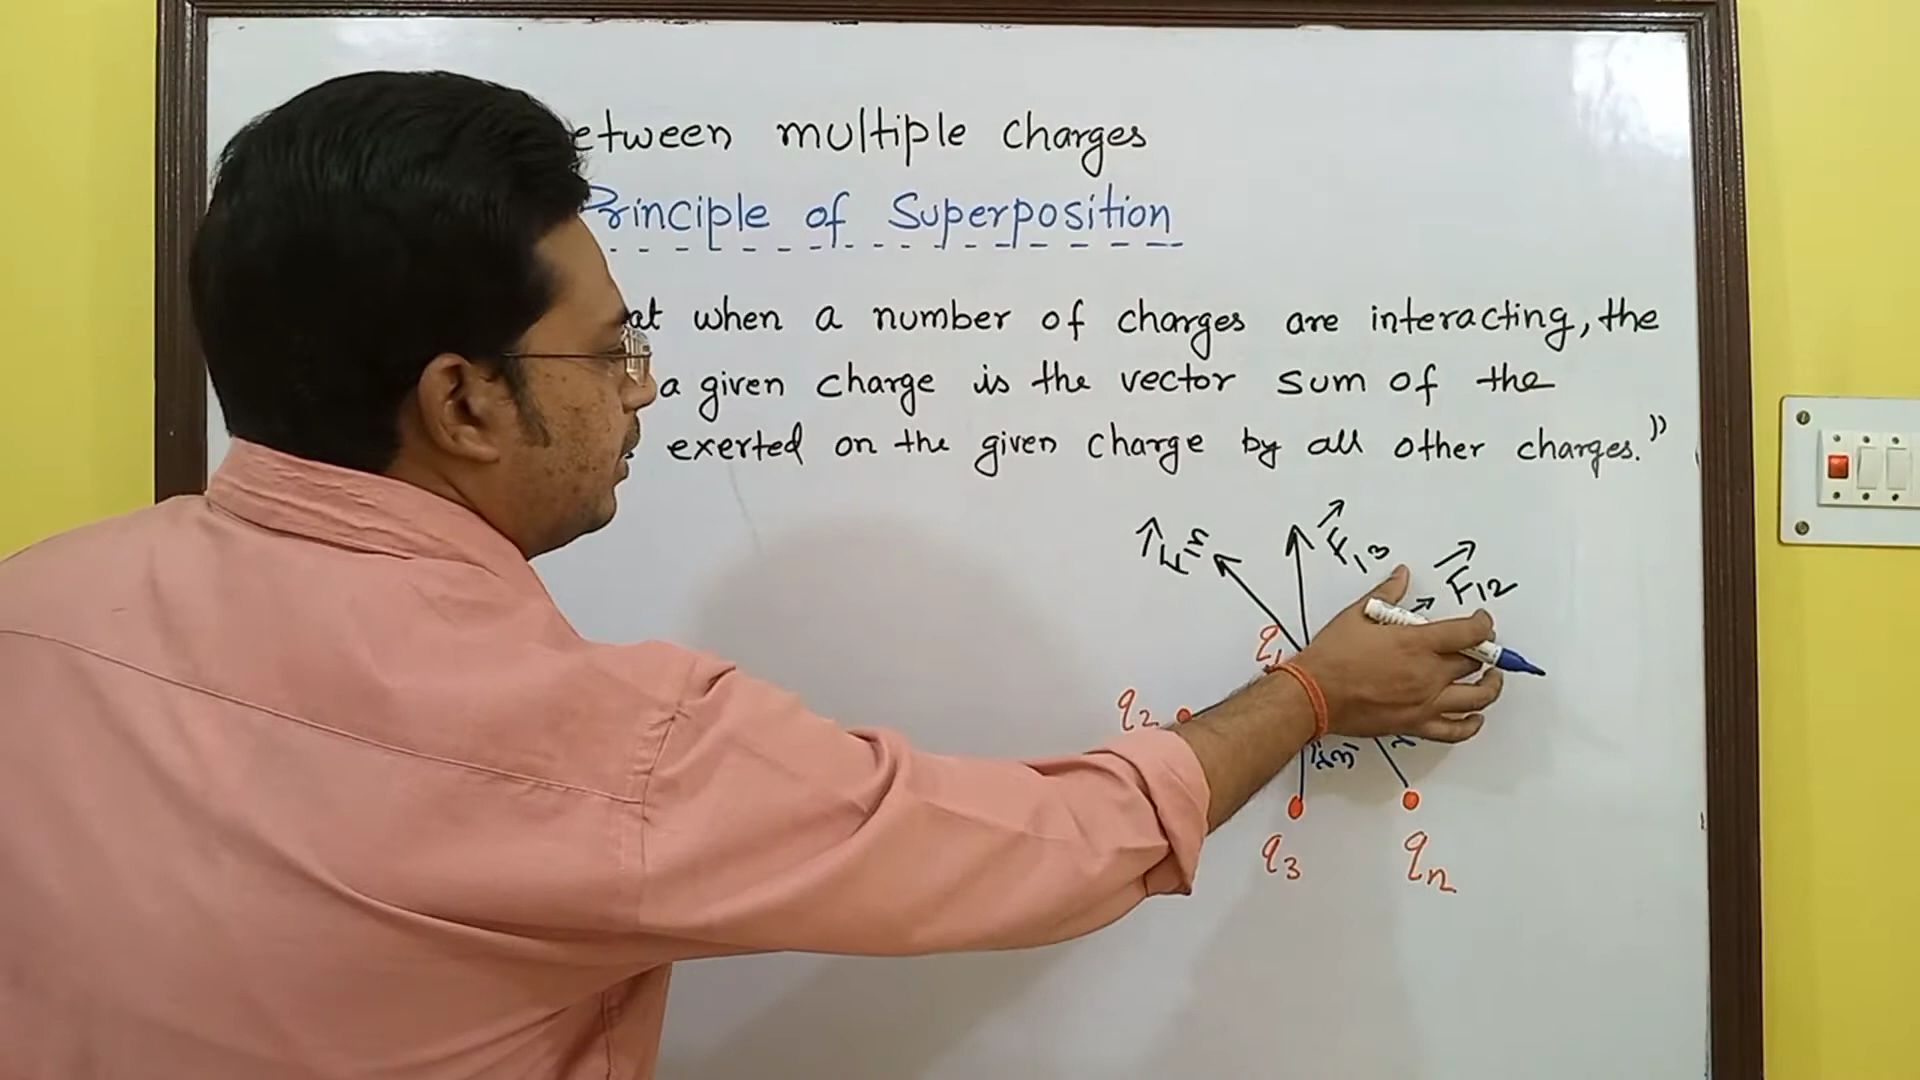 etween multiple charges
Principle of Superposition
at when a number of charges are interacting, the
a given charge is the vector sum of the
exerted on the given charge by all other charges.”
F1n
F13
F12
q1
q2
q3
qn